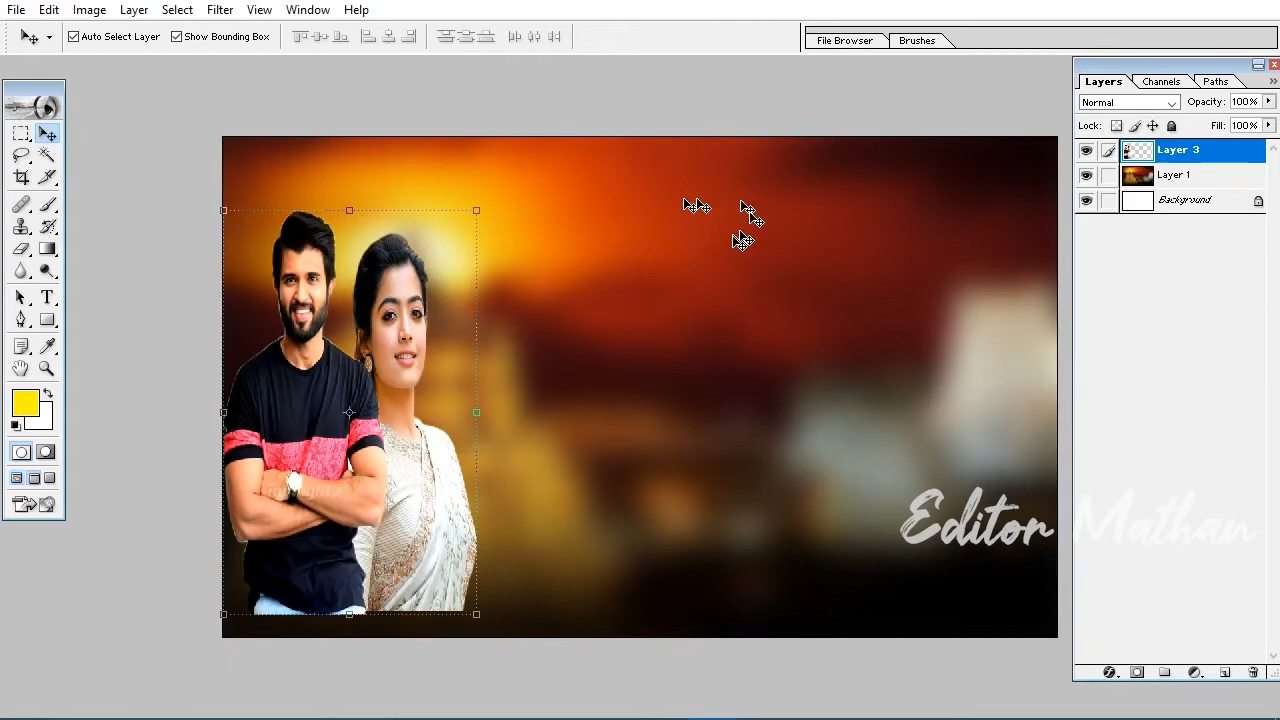 File Edit Image Layer Select Filter View Window Help
Auto Select Layer Show Bounding Box File Browser Brushes
Layers Channels Paths
Normal Opacity: 100%
Lock: Fill: 100%
Layer 3
Layer 1
Background
Editor Mathan